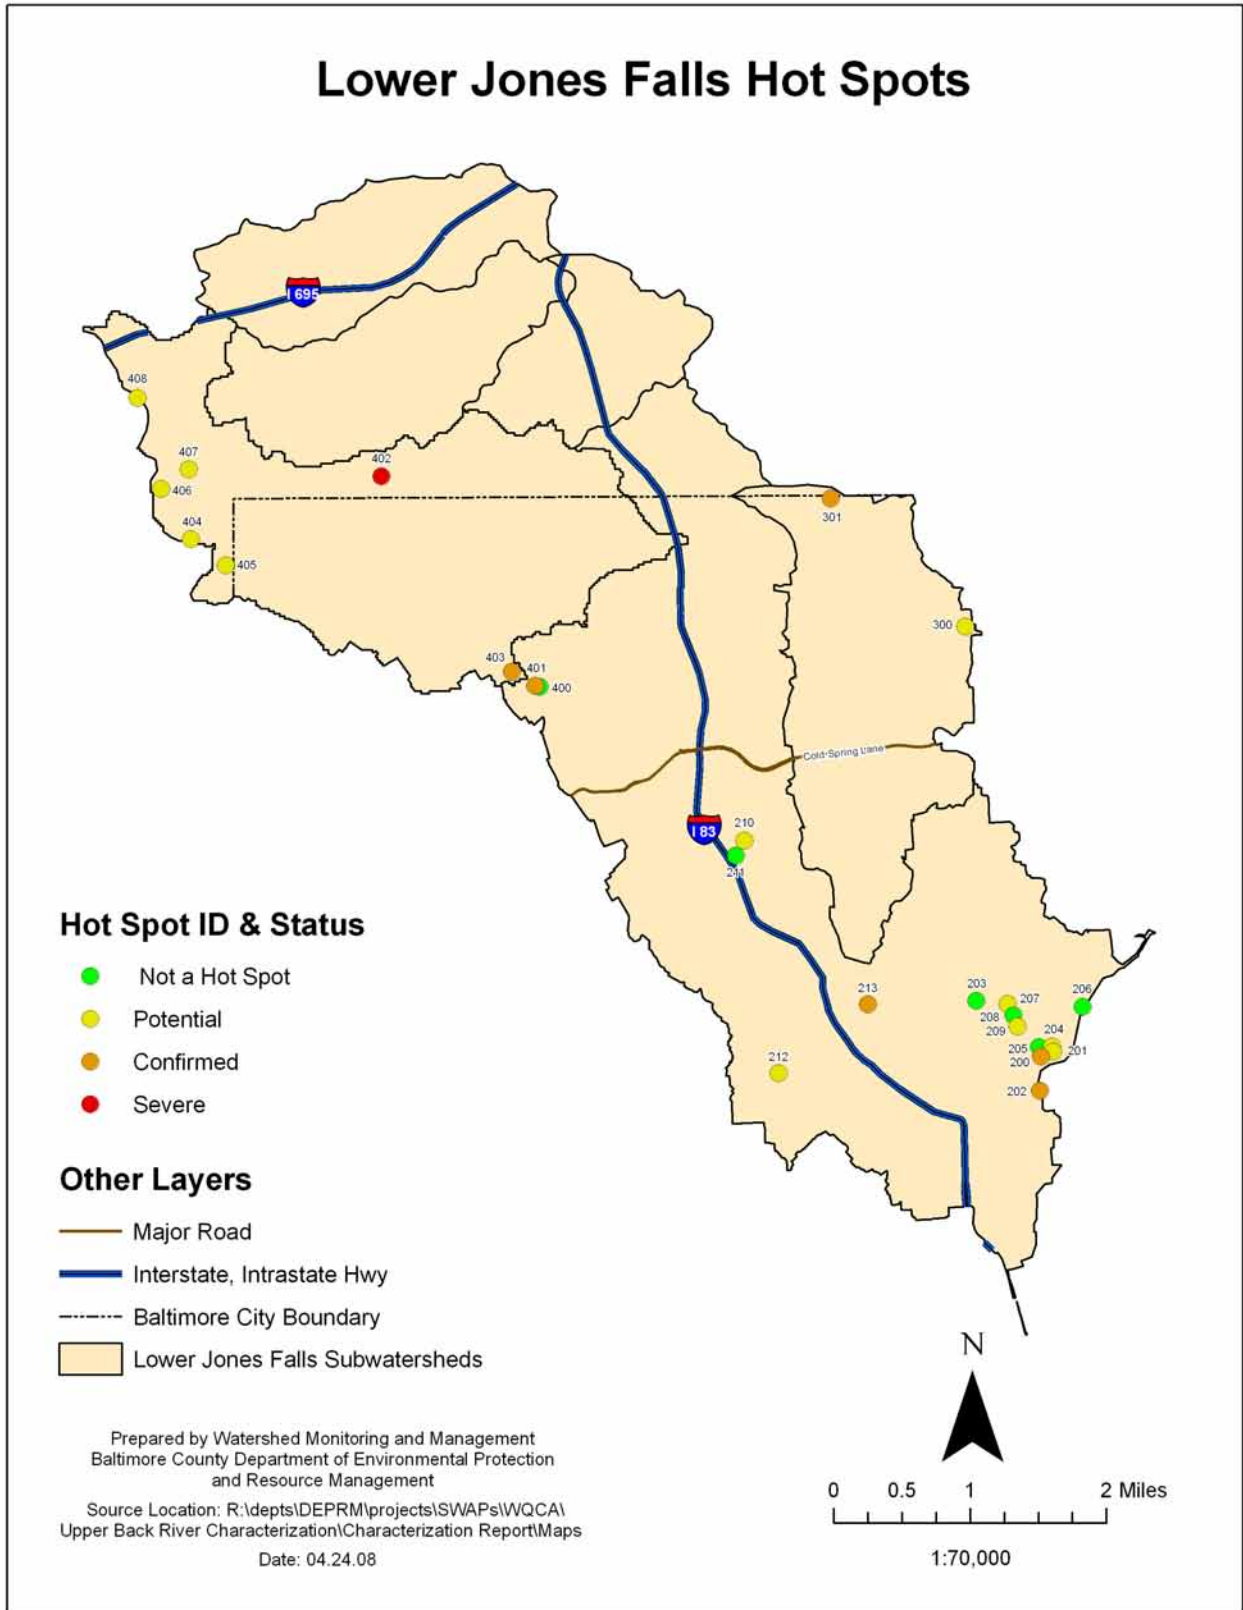 Lower Jones Falls Hot Spots
I 695
408
407
402
406
404
405
301
300
403
401
400
Cold Spring Lane
I 83
210
211
213
203
207
206
208
209
204
205
201
200
212
202
Hot Spot ID & Status
Not a Hot Spot
Potential
Confirmed
Severe
Other Layers
Major Road
Interstate, Intrastate Hwy
Baltimore City Boundary
Lower Jones Falls Subwatersheds
N
Prepared by Watershed Monitoring and Management
Baltimore County Department of Environmental Protection
and Resource Management
Source Location: R:\depts\DEPRM\projects\SWAPs\WQCA\
Upper Back River Characterization\Characterization Report\Maps
Date: 04.24.08
0 0.5 1 2 Miles
1:70,000